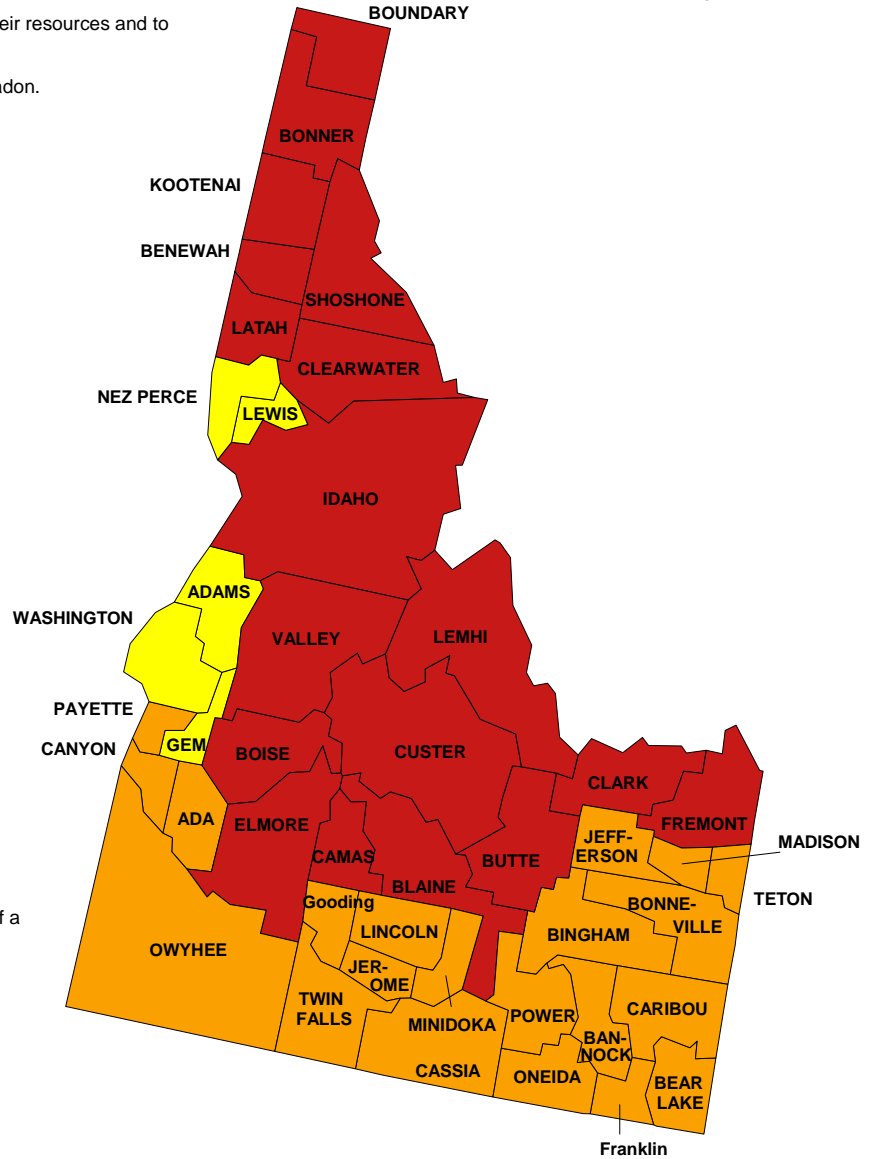 BOUNDARY
eir resources and to
adon.
BONNER
KOOTENAI
BENEWAH
SHOSHONE
LATAH
CLEARWATER
NEZ PERCE
LEWIS
IDAHO
ADAMS
WASHINGTON
VALLEY
LEMHI
PAYETTE
GEM
CANYON
BOISE
CUSTER
CLARK
ADA
ELMORE
FREMONT
JEFF-
ERSON
MADISON
CAMAS
BUTTE
BLAINE
TETON
Gooding
BONNE-
VILLE
f a
LINCOLN
BINGHAM
OWYHEE
JER-
OME
TWIN
FALLS
MINIDOKA
POWER
CARIBOU
BAN-
NOCK
CASSIA
ONEIDA
BEAR
LAKE
Franklin